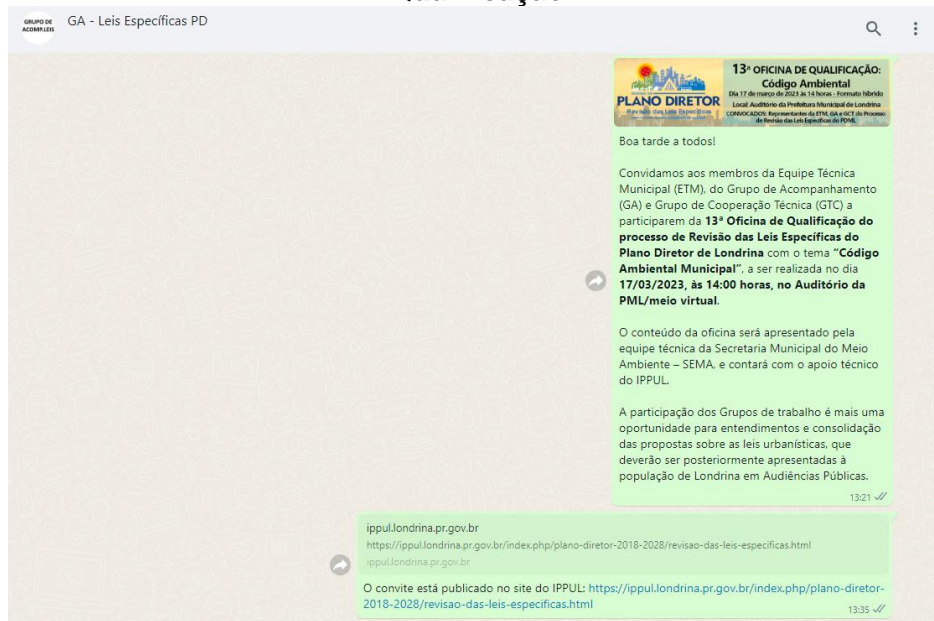 GRUPO DE
ACOMP.LEIS
GA - Leis Específicas PD
13ª OFICINA DE QUALIFICAÇÃO:
Código Ambiental
Dia 17 de março de 2023 às 14 horas - Formato híbrido
Local: Auditório da Prefeitura Municipal de Londrina
CONVOCADOS: Representantes da ETM, GA e GCT do Processo
de Revisão das Leis Específicas do PDML
PLANO DIRETOR
Revisão das Leis Específicas
Boa tarde a todos!
Convidamos aos membros da Equipe Técnica
Municipal (ETM), do Grupo de Acompanhamento
(GA) e Grupo de Cooperação Técnica (GTC) a
participarem da 13ª Oficina de Qualificação do
processo de Revisão das Leis Específicas do
Plano Diretor de Londrina com o tema “Código
Ambiental Municipal”, a ser realizada no dia
17/03/2023, às 14:00 horas, no Auditório da
PML/meio virtual.
O conteúdo da oficina será apresentado pela
equipe técnica da Secretaria Municipal do Meio
Ambiente – SEMA, e contará com o apoio técnico
do IPPUL.
A participação dos Grupos de trabalho é mais uma
oportunidade para entendimentos e consolidação
das propostas sobre as leis urbanísticas, que
deverão ser posteriormente apresentadas à
população de Londrina em Audiências Públicas.
13:21
ippul.londrina.pr.gov.br
https://ippul.londrina.pr.gov.br/index.php/plano-diretor-2018-2028/revisao-das-leis-especificas.html
ippul.londrina.pr.gov.br
O convite está publicado no site do IPPUL: https://ippul.londrina.pr.gov.br/index.php/plano-diretor-
2018-2028/revisao-das-leis-especificas.html
13:35